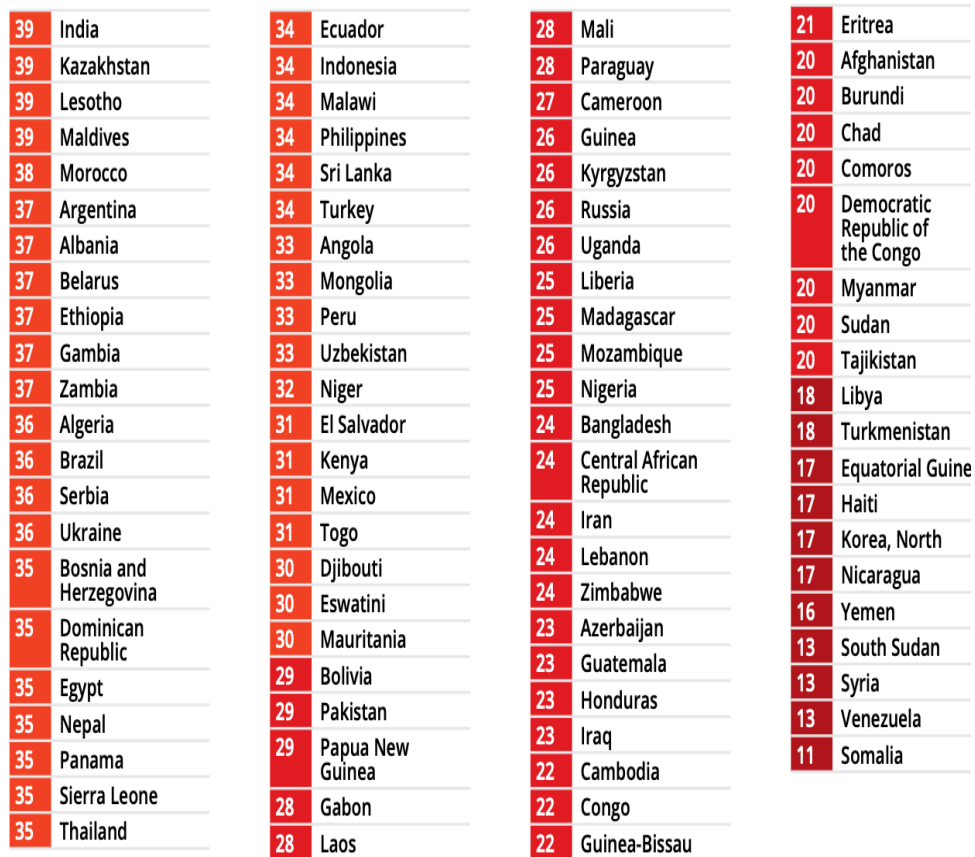 39 India
39 Kazakhstan
39 Lesotho
39 Maldives
38 Morocco
37 Argentina
37 Albania
37 Belarus
37 Ethiopia
37 Gambia
37 Zambia
36 Algeria
36 Brazil
36 Serbia
36 Ukraine
35 Bosnia and
Herzegovina
35 Dominican
Republic
35 Egypt
35 Nepal
35 Panama
35 Sierra Leone
35 Thailand
34 Ecuador
34 Indonesia
34 Malawi
34 Philippines
34 Sri Lanka
34 Turkey
33 Angola
33 Mongolia
33 Peru
33 Uzbekistan
32 Niger
31 El Salvador
31 Kenya
31 Mexico
31 Togo
30 Djibouti
30 Eswatini
30 Mauritania
29 Bolivia
29 Pakistan
29 Papua New
Guinea
28 Gabon
28 Laos
28 Mali
28 Paraguay
27 Cameroon
26 Guinea
26 Kyrgyzstan
26 Russia
26 Uganda
25 Liberia
25 Madagascar
25 Mozambique
25 Nigeria
24 Bangladesh
24 Central African
Republic
24 Iran
24 Lebanon
24 Zimbabwe
23 Azerbaijan
23 Guatemala
23 Honduras
23 Iraq
22 Cambodia
22 Congo
22 Guinea-Bissau
21 Eritrea
20 Afghanistan
20 Burundi
20 Chad
20 Comoros
20 Democratic
Republic of
the Congo
20 Myanmar
20 Sudan
20 Tajikistan
18 Libya
18 Turkmenistan
17 Equatorial Guine
17 Haiti
17 Korea, North
17 Nicaragua
16 Yemen
13 South Sudan
13 Syria
13 Venezuela
11 Somalia